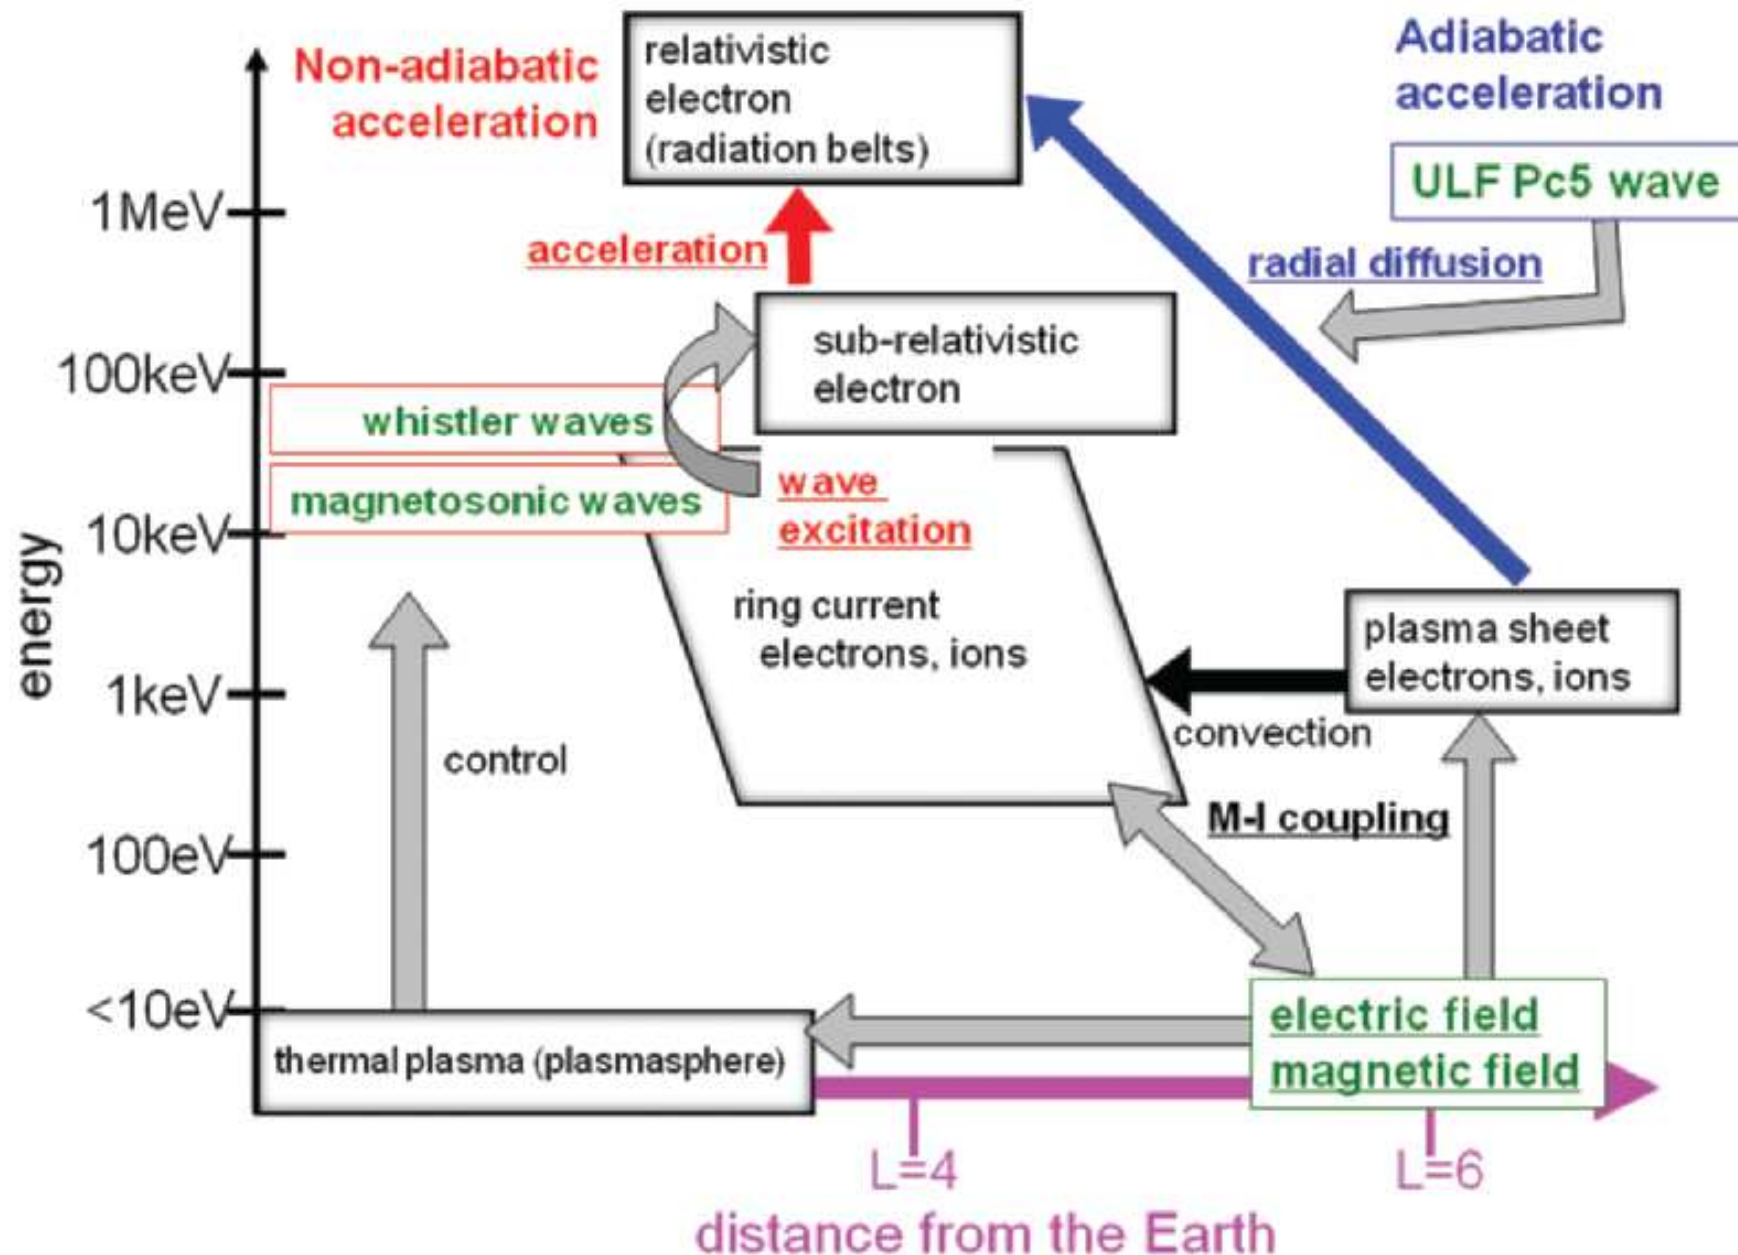 Non-adiabatic
acceleration
relativistic
electron
(radiation belts)
Adiabatic
acceleration
ULF Pc5 wave
1MeV
acceleration
radial diffusion
sub-relativistic
electron
100keV
whistler waves
magnetosonic waves
wave
excitation
10keV
energy
ring current
electrons, ions
plasma sheet
electrons, ions
1keV
convection
control
M-I coupling
100eV
<10eV
thermal plasma (plasmasphere)
electric field
magnetic field
L=4
L=6
distance from the Earth